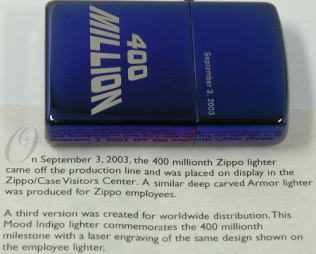 400
MILLION
September 3, 2003
On September 3, 2003, the 400 millionth Zippo lighter
came off the production line and was placed on display in the
Zippo/Case Visitors Center. A similar deep carved Armor lighter
was produced for Zippo employees.
A third version was created for worldwide distribution. This
Mood Indigo lighter commemorates the 400 millionth
milestone with a laser engraving of the same design shown on
the employee lighter.